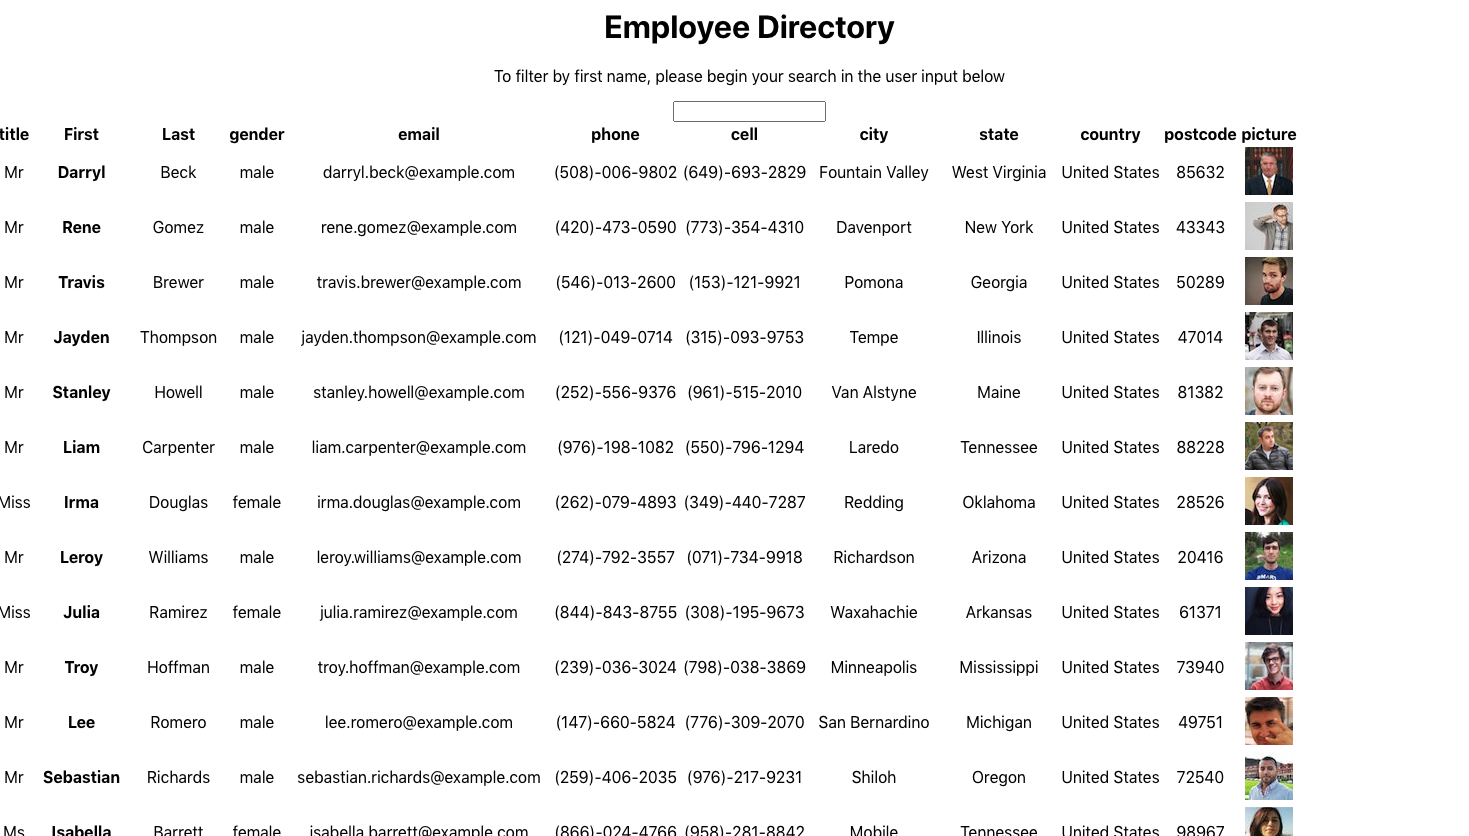 Employee Directory
To filter by first name, please begin your search in the user input below
title First Last gender email phone cell city state country postcode picture
Mr Darryl Beck male darryl.beck@example.com (508)-006-9802 (649)-693-2829 Fountain Valley West Virginia United States 85632
Mr Rene Gomez male rene.gomez@example.com (420)-473-0590 (773)-354-4310 Davenport New York United States 43343
Mr Travis Brewer male travis.brewer@example.com (546)-013-2600 (153)-121-9921 Pomona Georgia United States 50289
Mr Jayden Thompson male jayden.thompson@example.com (121)-049-0714 (315)-093-9753 Tempe Illinois United States 47014
Mr Stanley Howell male stanley.howell@example.com (252)-556-9376 (961)-515-2010 Van Alstyne Maine United States 81382
Mr Liam Carpenter male liam.carpenter@example.com (976)-198-1082 (550)-796-1294 Laredo Tennessee United States 88228
Miss Irma Douglas female irma.douglas@example.com (262)-079-4893 (349)-440-7287 Redding Oklahoma United States 28526
Mr Leroy Williams male leroy.williams@example.com (274)-792-3557 (071)-734-9918 Richardson Arizona United States 20416
Miss Julia Ramirez female julia.ramirez@example.com (844)-843-8755 (308)-195-9673 Waxahachie Arkansas United States 61371
Mr Troy Hoffman male troy.hoffman@example.com (239)-036-3024 (798)-038-3869 Minneapolis Mississippi United States 73940
Mr Lee Romero male lee.romero@example.com (147)-660-5824 (776)-309-2070 San Bernardino Michigan United States 49751
Mr Sebastian Richards male sebastian.richards@example.com (259)-406-2035 (976)-217-9231 Shiloh Oregon United States 72540
Ms Isabella Barrett female isabella.barrett@example.com (866)-024-4766 (958)-281-8842 Mobile Tennessee United States 98967